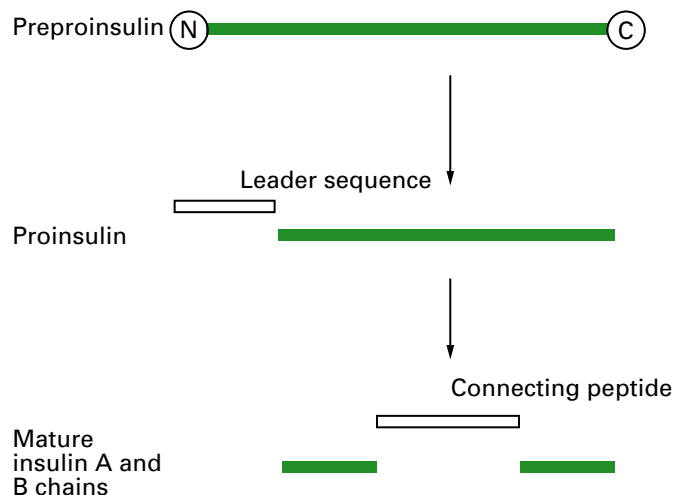 Preproinsulin N C
Leader sequence
Proinsulin
Connecting peptide
Mature
insulin A and
B chains